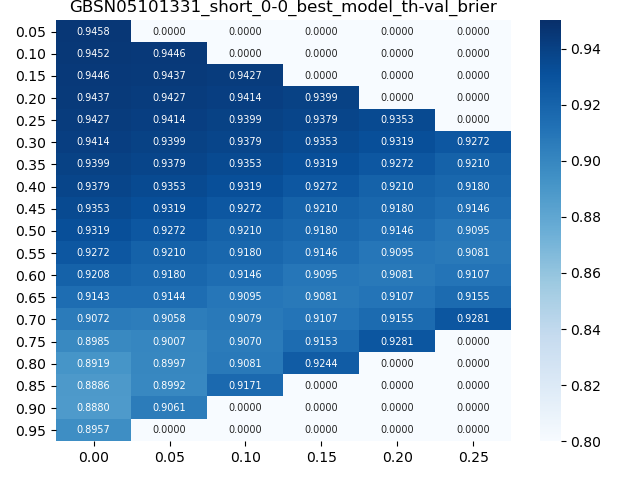 GBSN05101331_short_0-0_best_model_th-val_brier
0.05 0.9458 0.0000 0.0000 0.0000 0.0000 0.0000
0.10 0.9452 0.9446 0.0000 0.0000 0.0000 0.0000
0.15 0.9446 0.9437 0.9427 0.0000 0.0000 0.0000
0.20 0.9437 0.9427 0.9414 0.9399 0.0000 0.0000
0.25 0.9427 0.9414 0.9399 0.9379 0.9353 0.0000
0.30 0.9414 0.9399 0.9379 0.9353 0.9319 0.9272
0.35 0.9399 0.9379 0.9353 0.9319 0.9272 0.9210
0.40 0.9379 0.9353 0.9319 0.9272 0.9210 0.9180
0.45 0.9353 0.9319 0.9272 0.9210 0.9180 0.9146
0.50 0.9319 0.9272 0.9210 0.9180 0.9146 0.9095
0.55 0.9272 0.9210 0.9180 0.9146 0.9095 0.9081
0.60 0.9208 0.9180 0.9146 0.9095 0.9081 0.9107
0.65 0.9143 0.9144 0.9095 0.9081 0.9107 0.9155
0.70 0.9072 0.9058 0.9079 0.9107 0.9155 0.9281
0.75 0.8985 0.9007 0.9070 0.9153 0.9281 0.0000
0.80 0.8919 0.8997 0.9081 0.9244 0.0000 0.0000
0.85 0.8886 0.8992 0.9171 0.0000 0.0000 0.0000
0.90 0.8880 0.9061 0.0000 0.0000 0.0000 0.0000
0.95 0.8957 0.0000 0.0000 0.0000 0.0000 0.0000
0.00 0.05 0.10 0.15 0.20 0.25
0.94
0.92
0.90
0.88
0.86
0.84
0.82
0.80